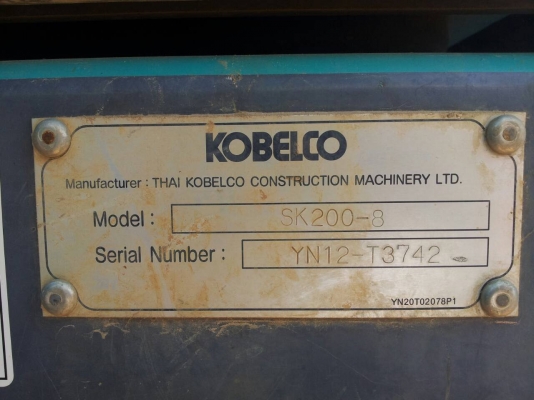 KOBELCO
Manufacturer : THAI KOBELCO CONSTRUCTION MACHINERY LTD.
Model : SK200-8
Serial Number : YN12-T3742
YN20T02078P1